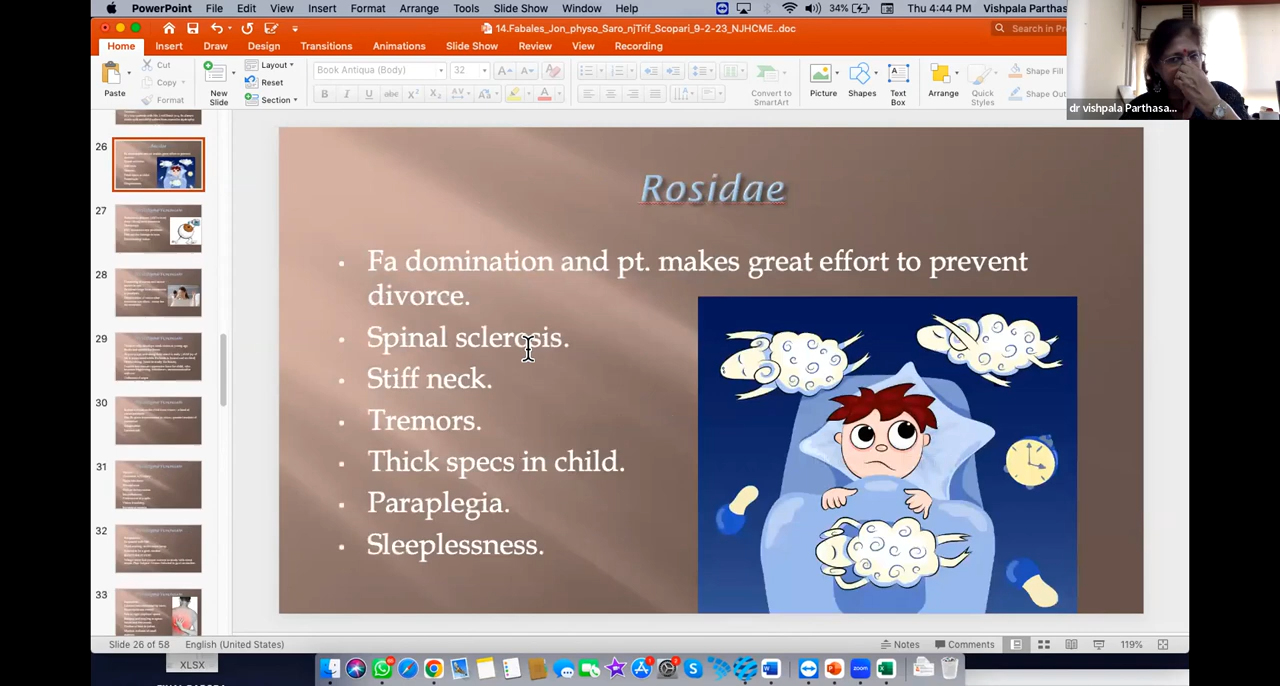 PowerPoint File Edit View Insert Format Arrange Tools Slide Show Window Help 34% Thu 4:44 PM Vishpala Parthas
14.Fabales_Jon_physo_Saro_njTrif_Scopari_9-2-23_NJHCME.doc
Search in Pr
Home Insert Draw Design Transitions Animations Slide Show Review View Recording
Paste
Cut
Copy
Format
New
Slide
Layout
Reset
Section
Book Antiqua (Body) 32
Convert to
SmartArt
Picture
Shapes
Text
Box
Arrange
Quick
Styles
Shape Fill
Shape Ou
dr vishpala Parthasa...
26
27
28
29
30
31
32
33
Rosidae
• Fa domination and pt. makes great effort to prevent
divorce.
• Spinal sclerosis.
• Stiff neck.
• Tremors.
• Thick specs in child.
• Paraplegia.
• Sleeplessness.
Slide 26 of 58 English (United States) Notes Comments 119%
XLSX